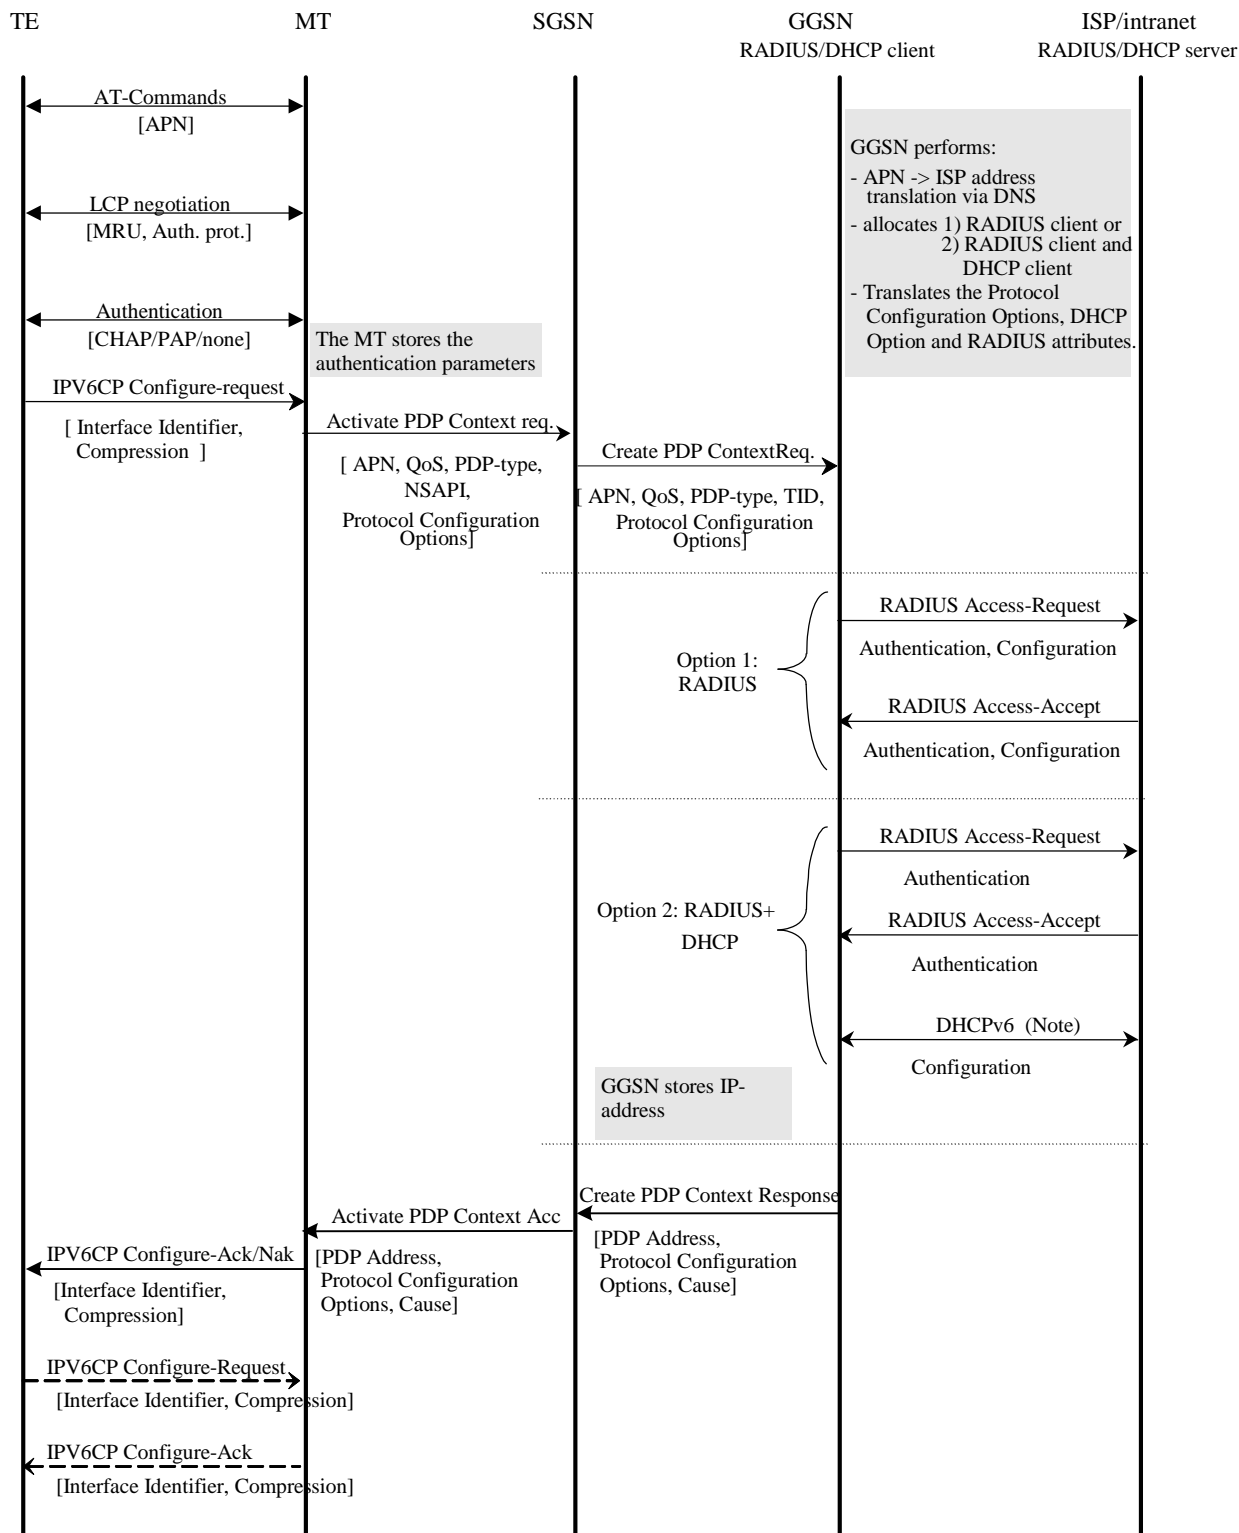 TE
MT
SGSN
GGSN
ISP/intranet
RADIUS/DHCP client
RADIUS/DHCP server
AT-Commands
[APN]
GGSN performs:
- APN -> ISP address
translation via DNS
- allocates 1) RADIUS client or
2) RADIUS client and
DHCP client
- Translates the Protocol
Configuration Options, DHCP
Option and RADIUS attributes.
LCP negotiation
[MRU, Auth. prot.]
Authentication
[CHAP/PAP/none]
The MT stores the
authentication parameters
IPV6CP Configure-request
[ Interface Identifier,
Compression ]
Activate PDP Context req.
[ APN, QoS, PDP-type,
NSAPI,
Protocol Configuration
Options]
Create PDP ContextReq.
[ APN, QoS, PDP-type, TID,
Protocol Configuration
Options]
Option 1:
RADIUS
RADIUS Access-Request
Authentication, Configuration
RADIUS Access-Accept
Authentication, Configuration
Option 2: RADIUS+
DHCP
RADIUS Access-Request
Authentication
RADIUS Access-Accept
Authentication
DHCPv6 (Note)
Configuration
GGSN stores IP-
address
Create PDP Context Response
[PDP Address,
Protocol Configuration
Options, Cause]
Activate PDP Context Acc
[PDP Address,
Protocol Configuration
Options, Cause]
IPV6CP Configure-Ack/Nak
[Interface Identifier,
Compression]
IPV6CP Configure-Request
[Interface Identifier, Compression]
IPV6CP Configure-Ack
[Interface Identifier, Compression]